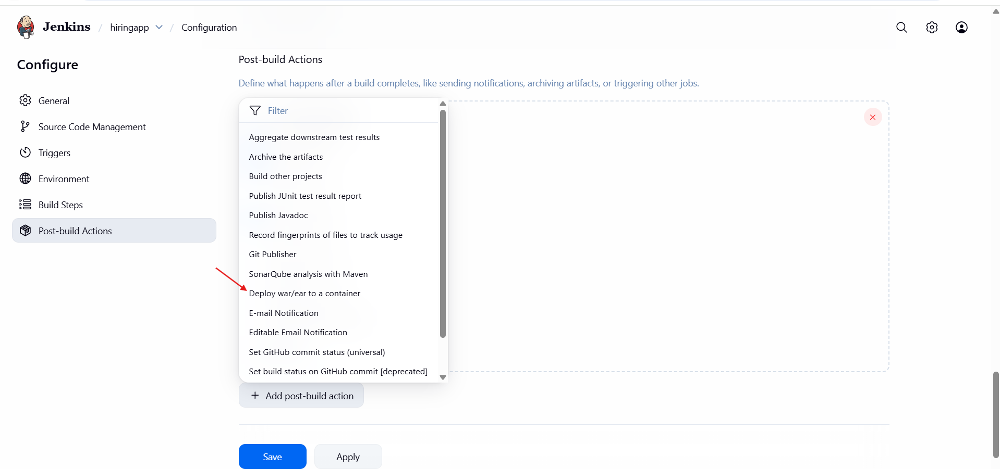 Jenkins / hiringapp / Configuration
Configure
General
Source Code Management
Triggers
Environment
Build Steps
Post-build Actions
Post-build Actions
Define what happens after a build completes, like sending notifications, archiving artifacts, or triggering other jobs.
Filter
Aggregate downstream test results
Archive the artifacts
Build other projects
Publish JUnit test result report
Publish Javadoc
Record fingerprints of files to track usage
Git Publisher
SonarQube analysis with Maven
Deploy war/ear to a container
E-mail Notification
Editable Email Notification
Set GitHub commit status (universal)
Set build status on GitHub commit [deprecated]
+ Add post-build action
Save
Apply